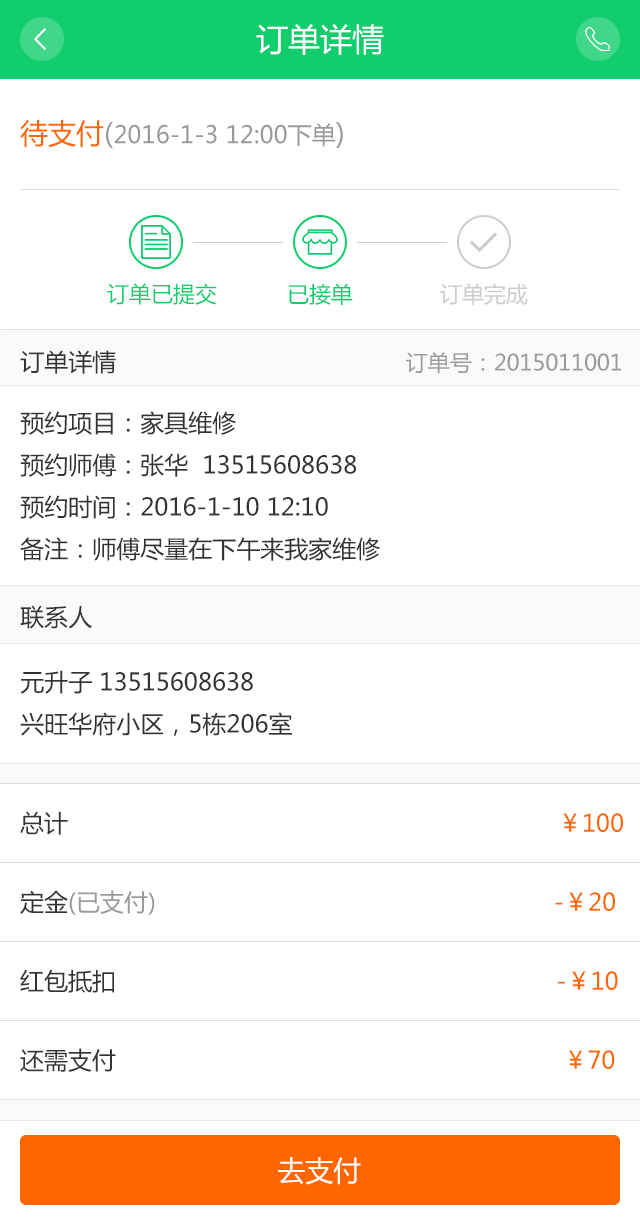 订单详情
待支付(2016-1-3 12:00下单)
订单已提交 已接单 订单完成
订单详情 订单号：2015011001
预约项目：家具维修
预约师傅：张华 13515608638
预约时间：2016-1-10 12:10
备注：师傅尽量在下午来我家维修
联系人
元升子 13515608638
兴旺华府小区，5栋206室
总计 ￥100
定金(已支付) -￥20
红包抵扣 -￥10
还需支付 ￥70
去支付